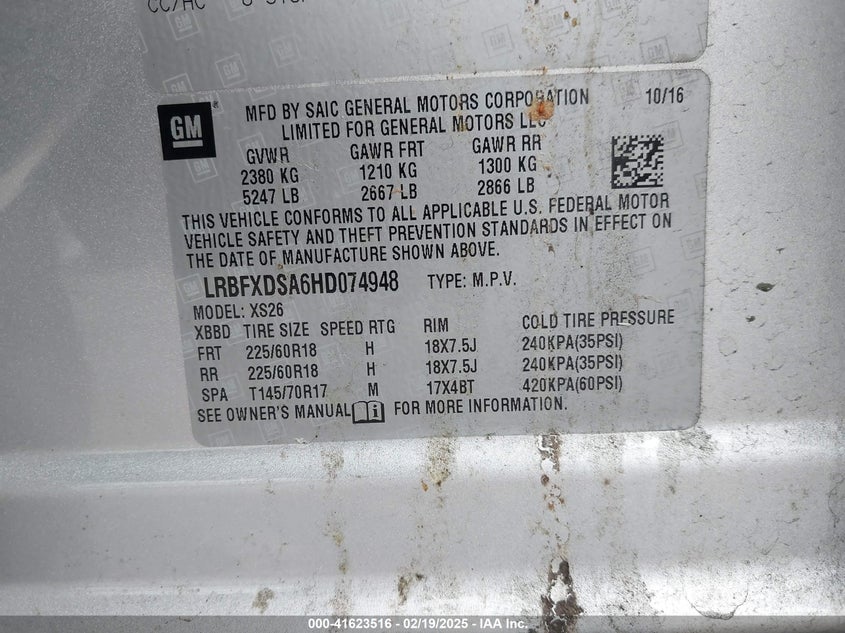 CC/HC
GM
MFD BY SAIC GENERAL MOTORS CORPORATION 10/16
LIMITED FOR GENERAL MOTORS LLC
GVWR GAWR FRT GAWR RR
2380 KG 1210 KG 1300 KG
5247 LB 2667 LB 2866 LB
THIS VEHICLE CONFORMS TO ALL APPLICABLE U.S. FEDERAL MOTOR
VEHICLE SAFETY AND THEFT PREVENTION STANDARDS IN EFFECT ON
THE DATE OF MANUFACTURE SHOWN ABOVE.
LRBFXDSA6HD074948 TYPE: M.P.V.
MODEL: XS26
XBBD TIRE SIZE SPEED RTG RIM COLD TIRE PRESSURE
FRT 225/60R18 H 18X7.5J 240KPA(35PSI)
RR 225/60R18 H 18X7.5J 240KPA(35PSI)
SPA T145/70R17 M 17X4BT 420KPA(60PSI)
SEE OWNER'S MANUAL FOR MORE INFORMATION.
000-41623516 - 02/19/2025 - IAA Inc.